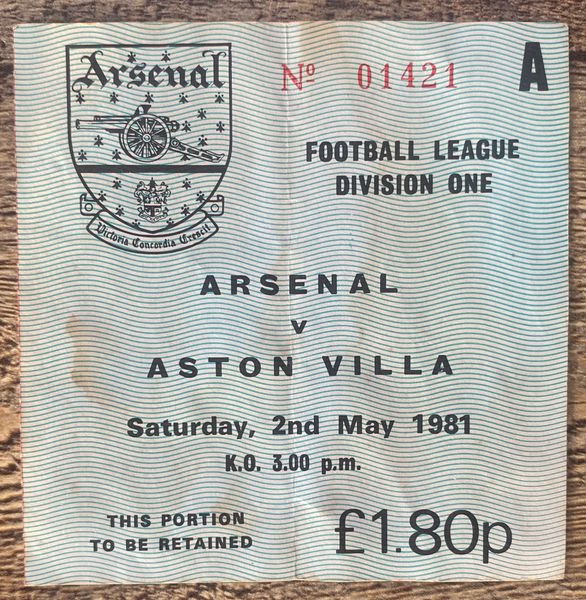 Arsenal
Victoria Concordia Crescit
Nº 01421
A
FOOTBALL LEAGUE
DIVISION ONE
ARSENAL
v
ASTON VILLA
Saturday, 2nd May 1981
K.O. 3.00 p.m.
THIS PORTION
TO BE RETAINED
£1.80p